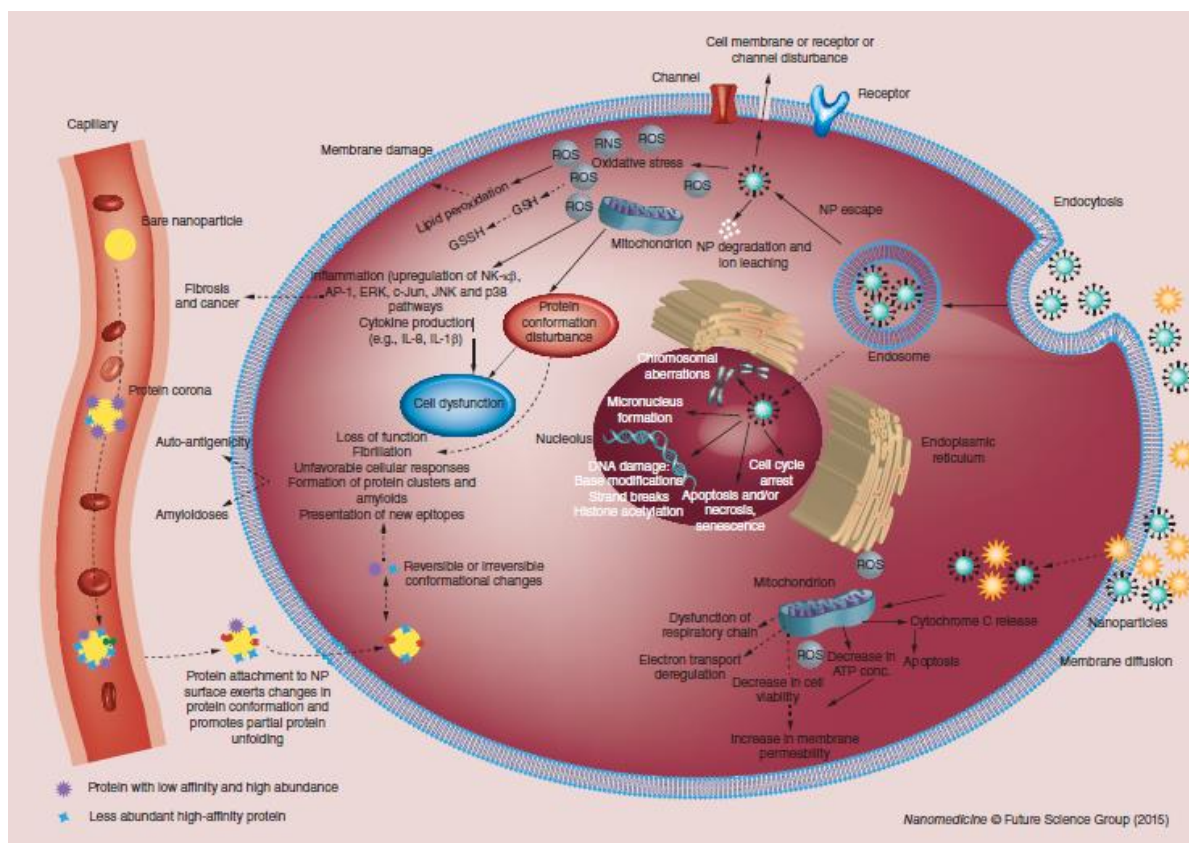 Cell membrane or receptor or
channel disturbance
Channel
Receptor
Capillary
Membrane damage
ROS
RNS
ROS
ROS
ROS
ROS
Oxidative stress
Lipid peroxidation
GSH
GSSH
Mitochondrion
NP degradation and
ion leaching
NP escape
Endocytosis
Bare nanoparticle
Fibrosis
and cancer
Inflammation (upregulation of NK-κβ),
AP-1, ERK, c-Jun, JNK and p38
pathways
Cytokine production
(e.g., IL-8, IL-1β)
Protein
conformation
disturbance
Endosome
Chromosomal
aberrations
Micronucleus
formation
Nucleolus
DNA damage:
Base modifications
Strand breaks
Histone acetylation
Apoptosis and/or
necrosis,
senescence
Cell cycle
arrest
Endoplasmic
reticulum
Protein corona
Cell dysfunction
Auto-antigenicity
Amyloidoses
Loss of function
Fibrillation
Unfavorable cellular responses
Formation of protein clusters and
amyloids
Presentation of new epitopes
Reversible or irreversible
conformational changes
ROS
Mitochondrion
Dysfunction of
respiratory chain
Electron transport
deregulation
ROS
Decrease in
ATP conc.
Cytochrome C release
Apoptosis
Decrease in cell
viability
Increase in membrane
permeability
Nanoparticles
Membrane diffusion
Protein attachment to NP
surface exerts changes in
protein conformation and
promotes partial protein
unfolding
Protein with low affinity and high abundance
Less abundant high-affinity protein
Nanomedicine © Future Science Group (2015)